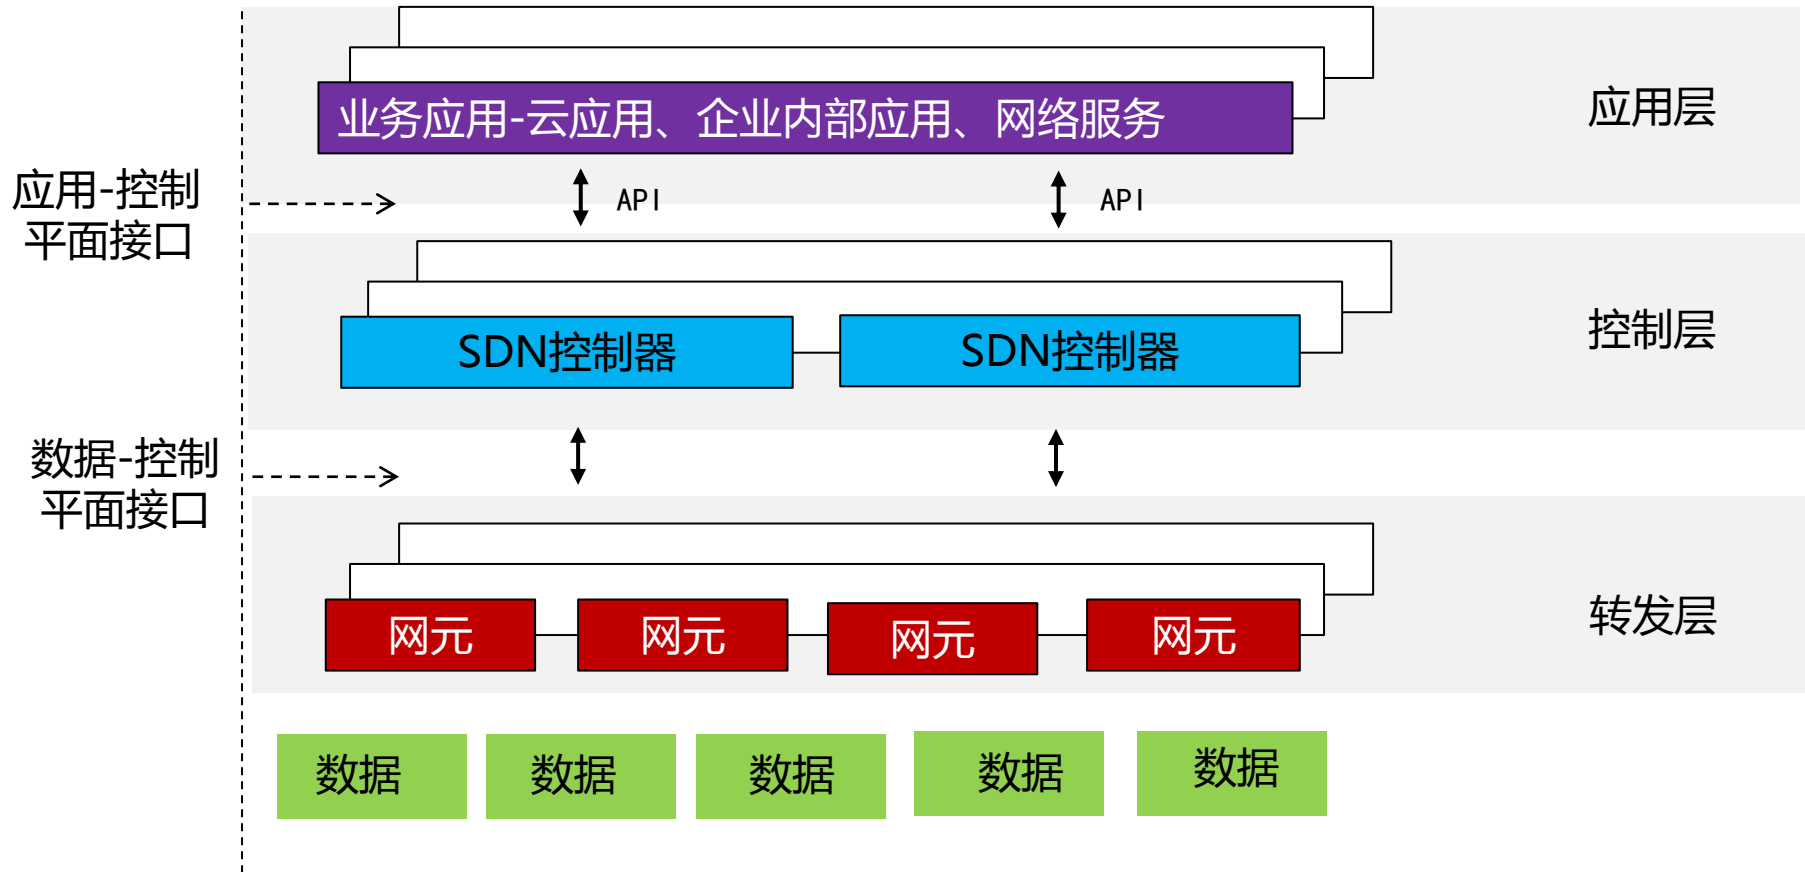 业务应用-云应用、企业内部应用、网络服务
应用层
应用-控制
平面接口
API
API
SDN控制器
SDN控制器
控制层
数据-控制
平面接口
网元
网元
网元
网元
转发层
数据
数据
数据
数据
数据